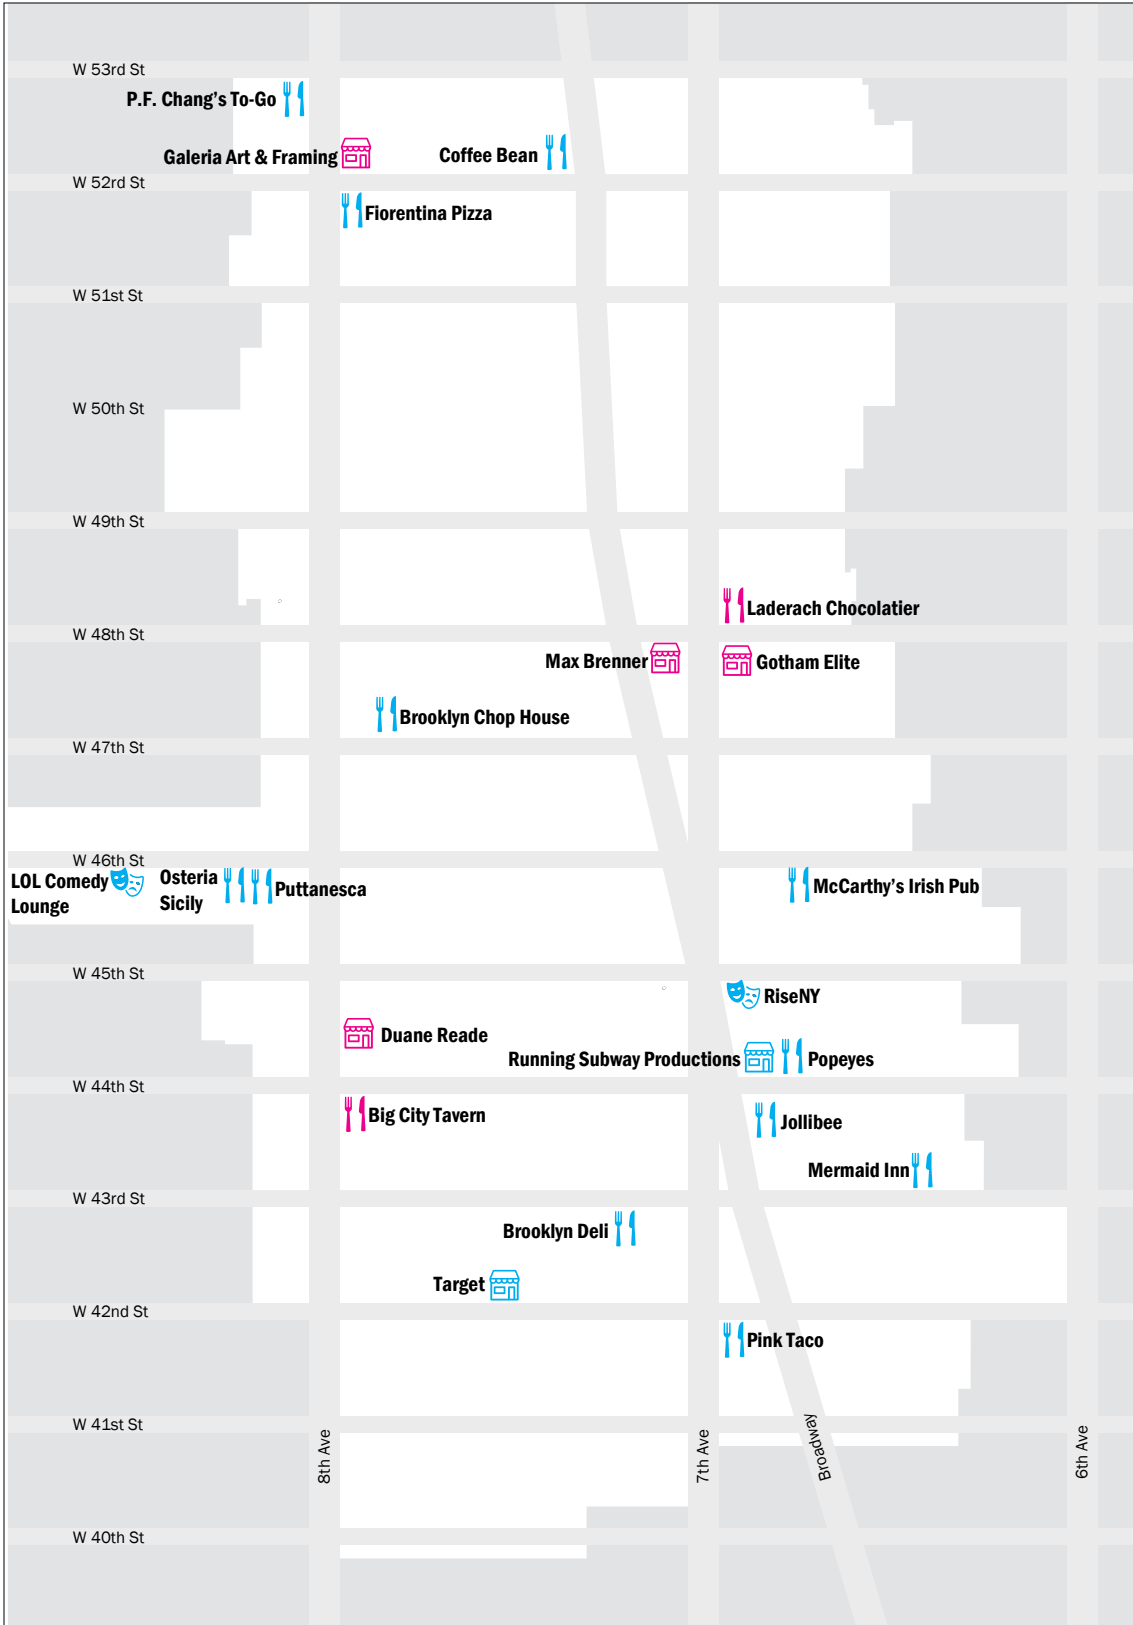 W 53rd St
P.F. Chang's To-Go
Galeria Art & Framing
Coffee Bean
W 52rd St
Fiorentina Pizza
W 51st St
W 50th St
W 49th St
Laderach Chocolatier
W 48th St
Max Brenner
Gotham Elite
Brooklyn Chop House
W 47th St
W 46th St
LOL Comedy
Lounge
Osteria
Sicily
Puttanesca
McCarthy's Irish Pub
W 45th St
RiseNY
Duane Reade
Running Subway Productions
Popeyes
W 44th St
Big City Tavern
Jollibee
Mermaid Inn
W 43rd St
Brooklyn Deli
Target
W 42nd St
Pink Taco
W 41st St
8th Ave
7th Ave
Broadway
6th Ave
W 40th St